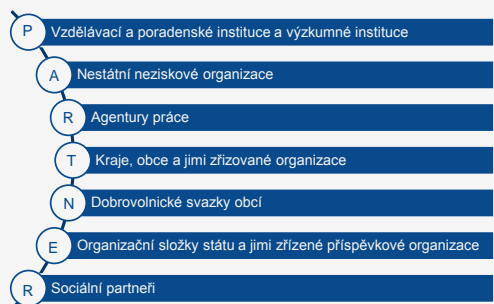 P Vzdělávací a poradenské instituce a výzkumné instituce
A Nestátní neziskové organizace
R Agentury práce
T Kraje, obce a jimi zřizované organizace
N Dobrovolnické svazky obcí
E Organizační složky státu a jimi zřízené příspěvkové organizace
R Sociální partneři